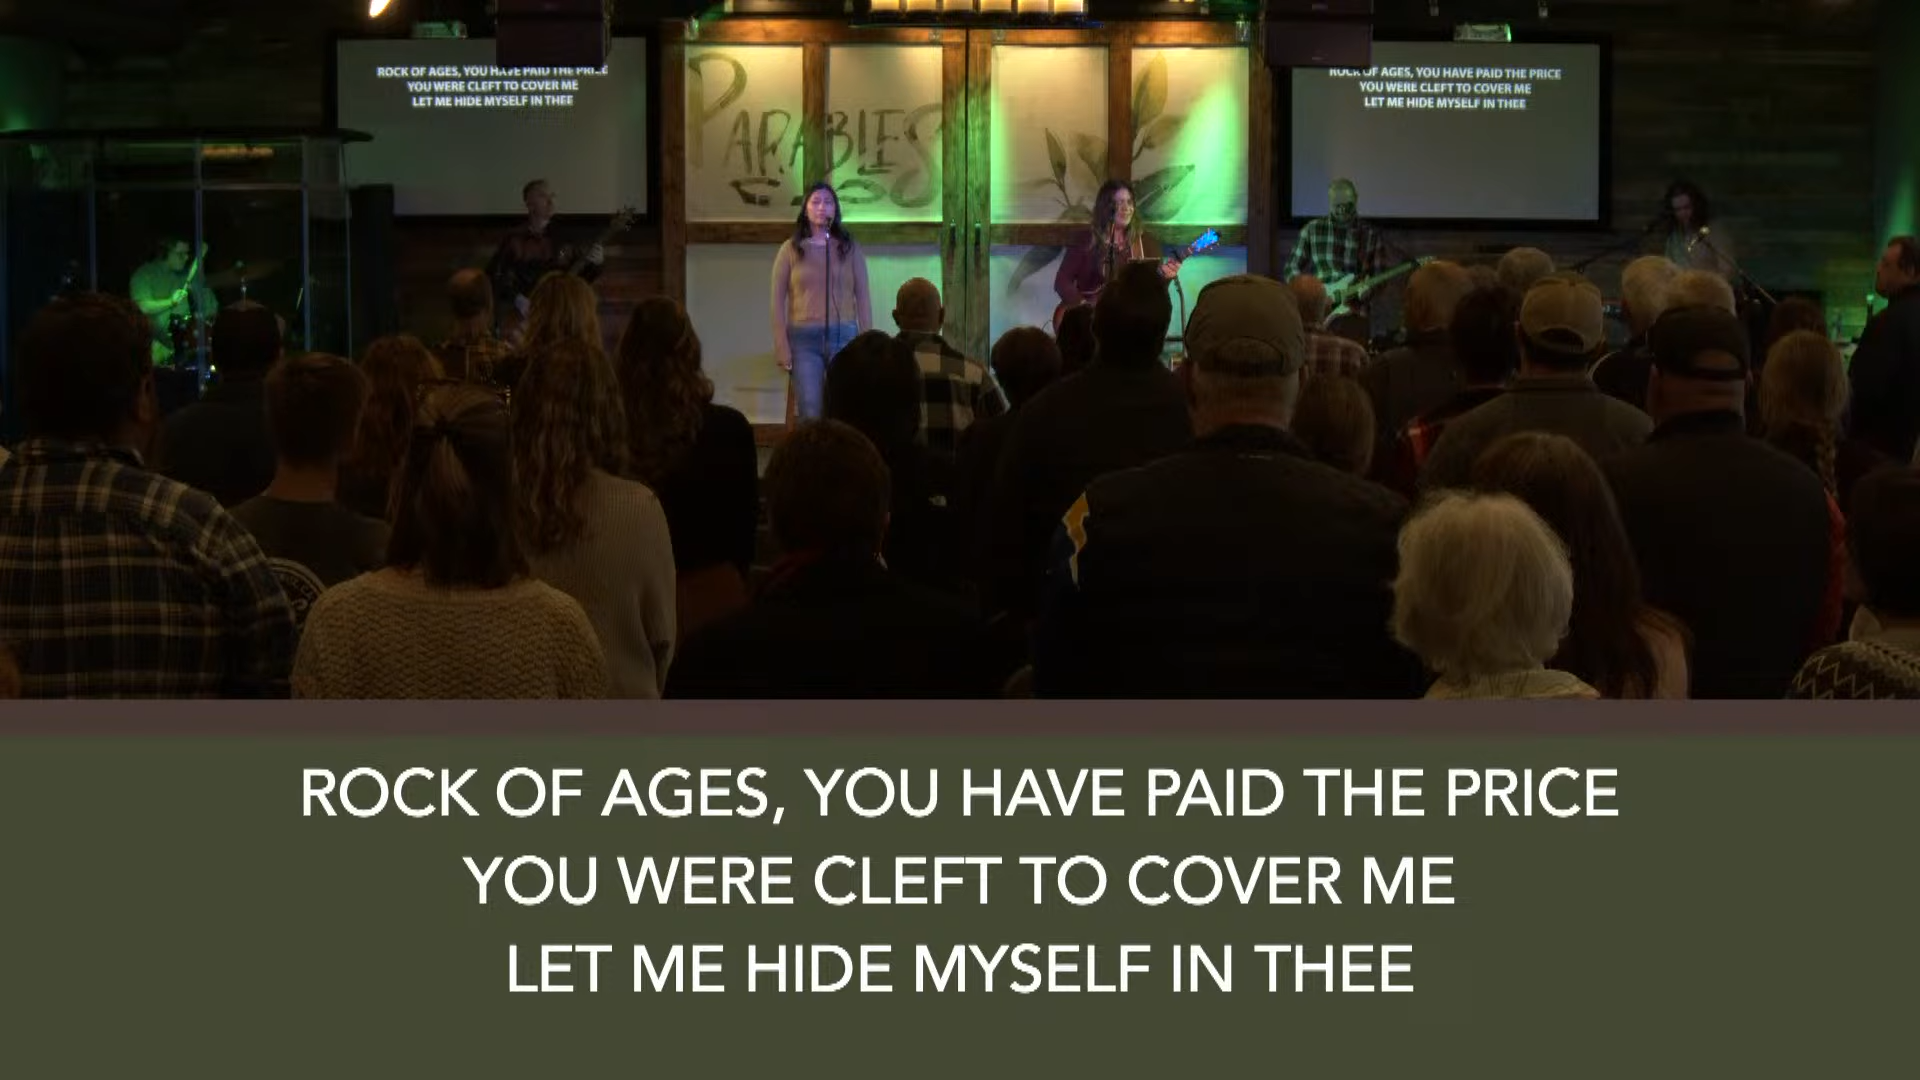 ROCK OF AGES, YOU HAVE PAID THE PRICE
YOU WERE CLEFT TO COVER ME
LET ME HIDE MYSELF IN THEE
PARABLES
ROCK OF AGES, YOU HAVE PAID THE PRICE
YOU WERE CLEFT TO COVER ME
LET ME HIDE MYSELF IN THEE
ROCK OF AGES, YOU HAVE PAID THE PRICE
YOU WERE CLEFT TO COVER ME
LET ME HIDE MYSELF IN THEE